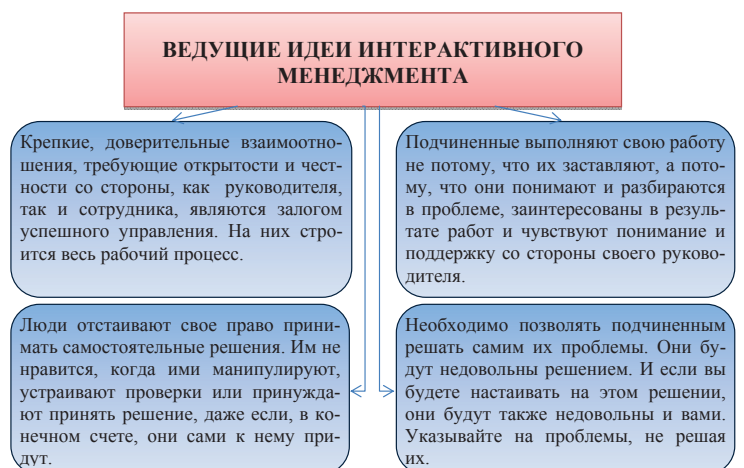 ВЕДУЩИЕ ИДЕИ ИНТЕРАКТИВНОГО
МЕНЕДЖМЕНТА
Крепкие, доверительные взаимоотно-
шения, требующие открытости и чест-
ности со стороны, как руководителя,
так и сотрудника, являются залогом
успешного управления. На них стро-
ится весь рабочий процесс.
Подчиненные выполняют свою работу
не потому, что их заставляют, а пото-
му, что они понимают и разбираются
в проблеме, заинтересованы в резуль-
тате работ и чувствуют понимание и
поддержку со стороны своего руково-
дителя.
Люди отстаивают свое право прини-
мать самостоятельные решения. Им не
нравится, когда ими манипулируют,
устраивают проверки или принужда-
ют принять решение, даже если, в ко-
нечном счете, они сами к нему при-
дут.
Необходимо позволять подчиненным
решать самим их проблемы. Они бу-
дут недовольны решением. И если вы
будете настаивать на этом решении,
они будут также недовольны и вами.
Указывайте на проблемы, не решая
их.